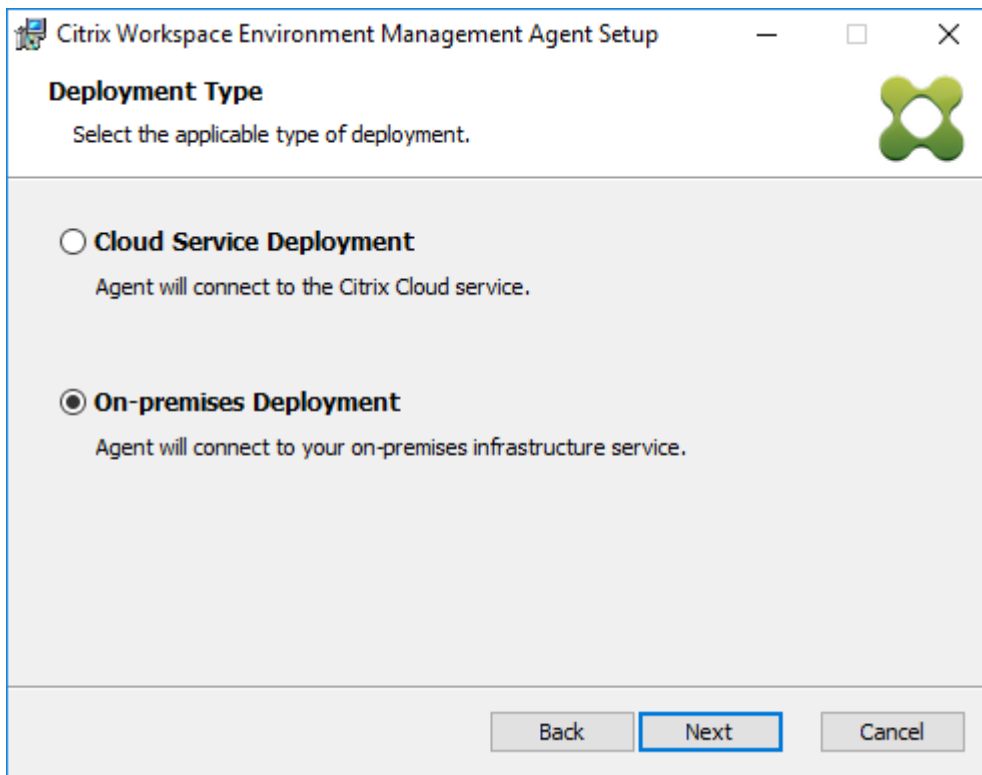 Citrix Workspace Environment Management Agent Setup
Deployment Type
Select the applicable type of deployment.
Cloud Service Deployment
Agent will connect to the Citrix Cloud service.
On-premises Deployment
Agent will connect to your on-premises infrastructure service.
Back Next Cancel